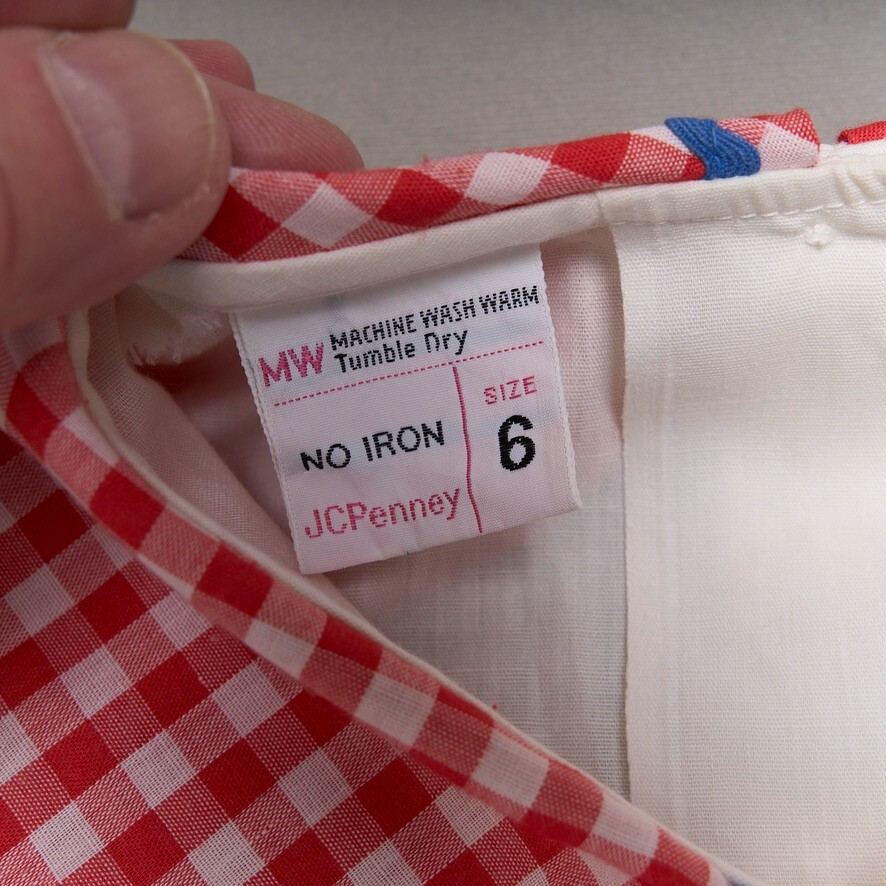 MW MACHINE WASH WARM
Tumble Dry
NO IRON
JCPenney
SIZE
6